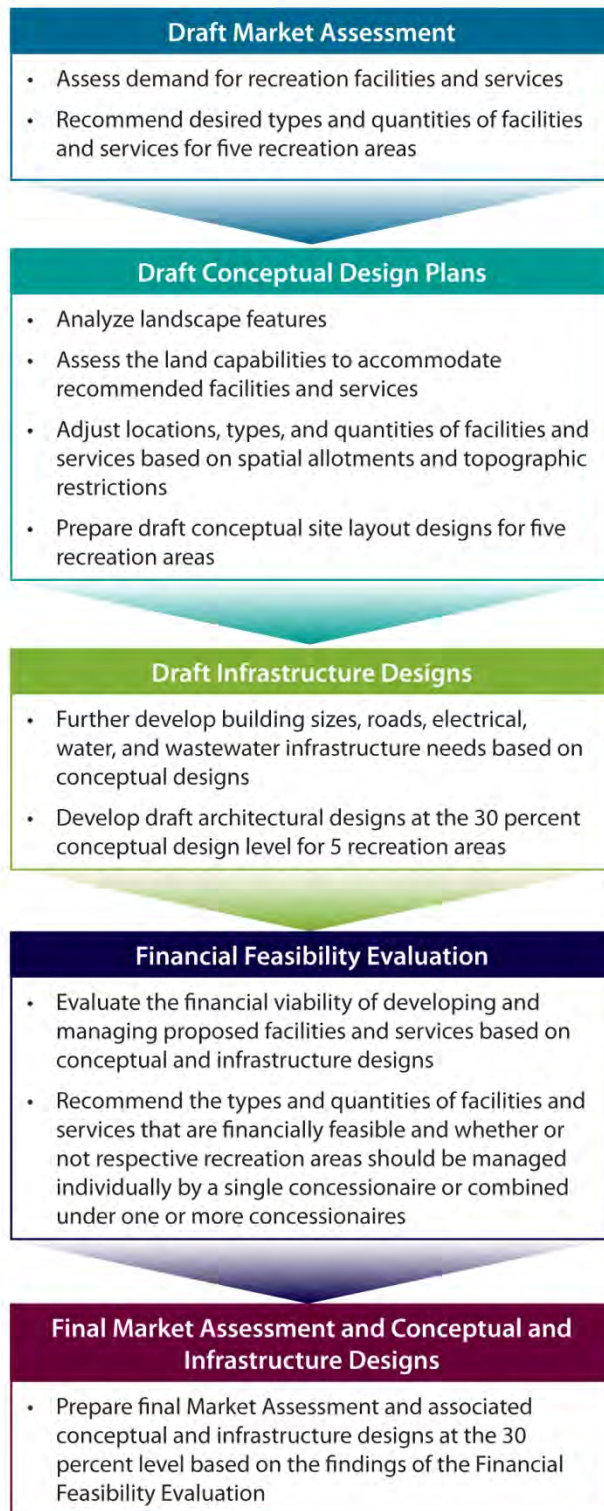 Draft Market Assessment
• Assess demand for recreation facilities and services
• Recommend desired types and quantities of facilities
and services for five recreation areas
Draft Conceptual Design Plans
• Analyze landscape features
• Assess the land capabilities to accommodate
recommended facilities and services
• Adjust locations, types, and quantities of facilities and
services based on spatial allotments and topographic
restrictions
• Prepare draft conceptual site layout designs for five
recreation areas
Draft Infrastructure Designs
• Further develop building sizes, roads, electrical,
water, and wastewater infrastructure needs based on
conceptual designs
• Develop draft architectural designs at the 30 percent
conceptual design level for 5 recreation areas
Financial Feasibility Evaluation
• Evaluate the financial viability of developing and
managing proposed facilities and services based on
conceptual and infrastructure designs
• Recommend the types and quantities of facilities and
services that are financially feasible and whether or
not respective recreation areas should be managed
individually by a single concessionaire or combined
under one or more concessionaires
Final Market Assessment and Conceptual and
Infrastructure Designs
• Prepare final Market Assessment and associated
conceptual and infrastructure designs at the 30
percent level based on the findings of the Financial
Feasibility Evaluation